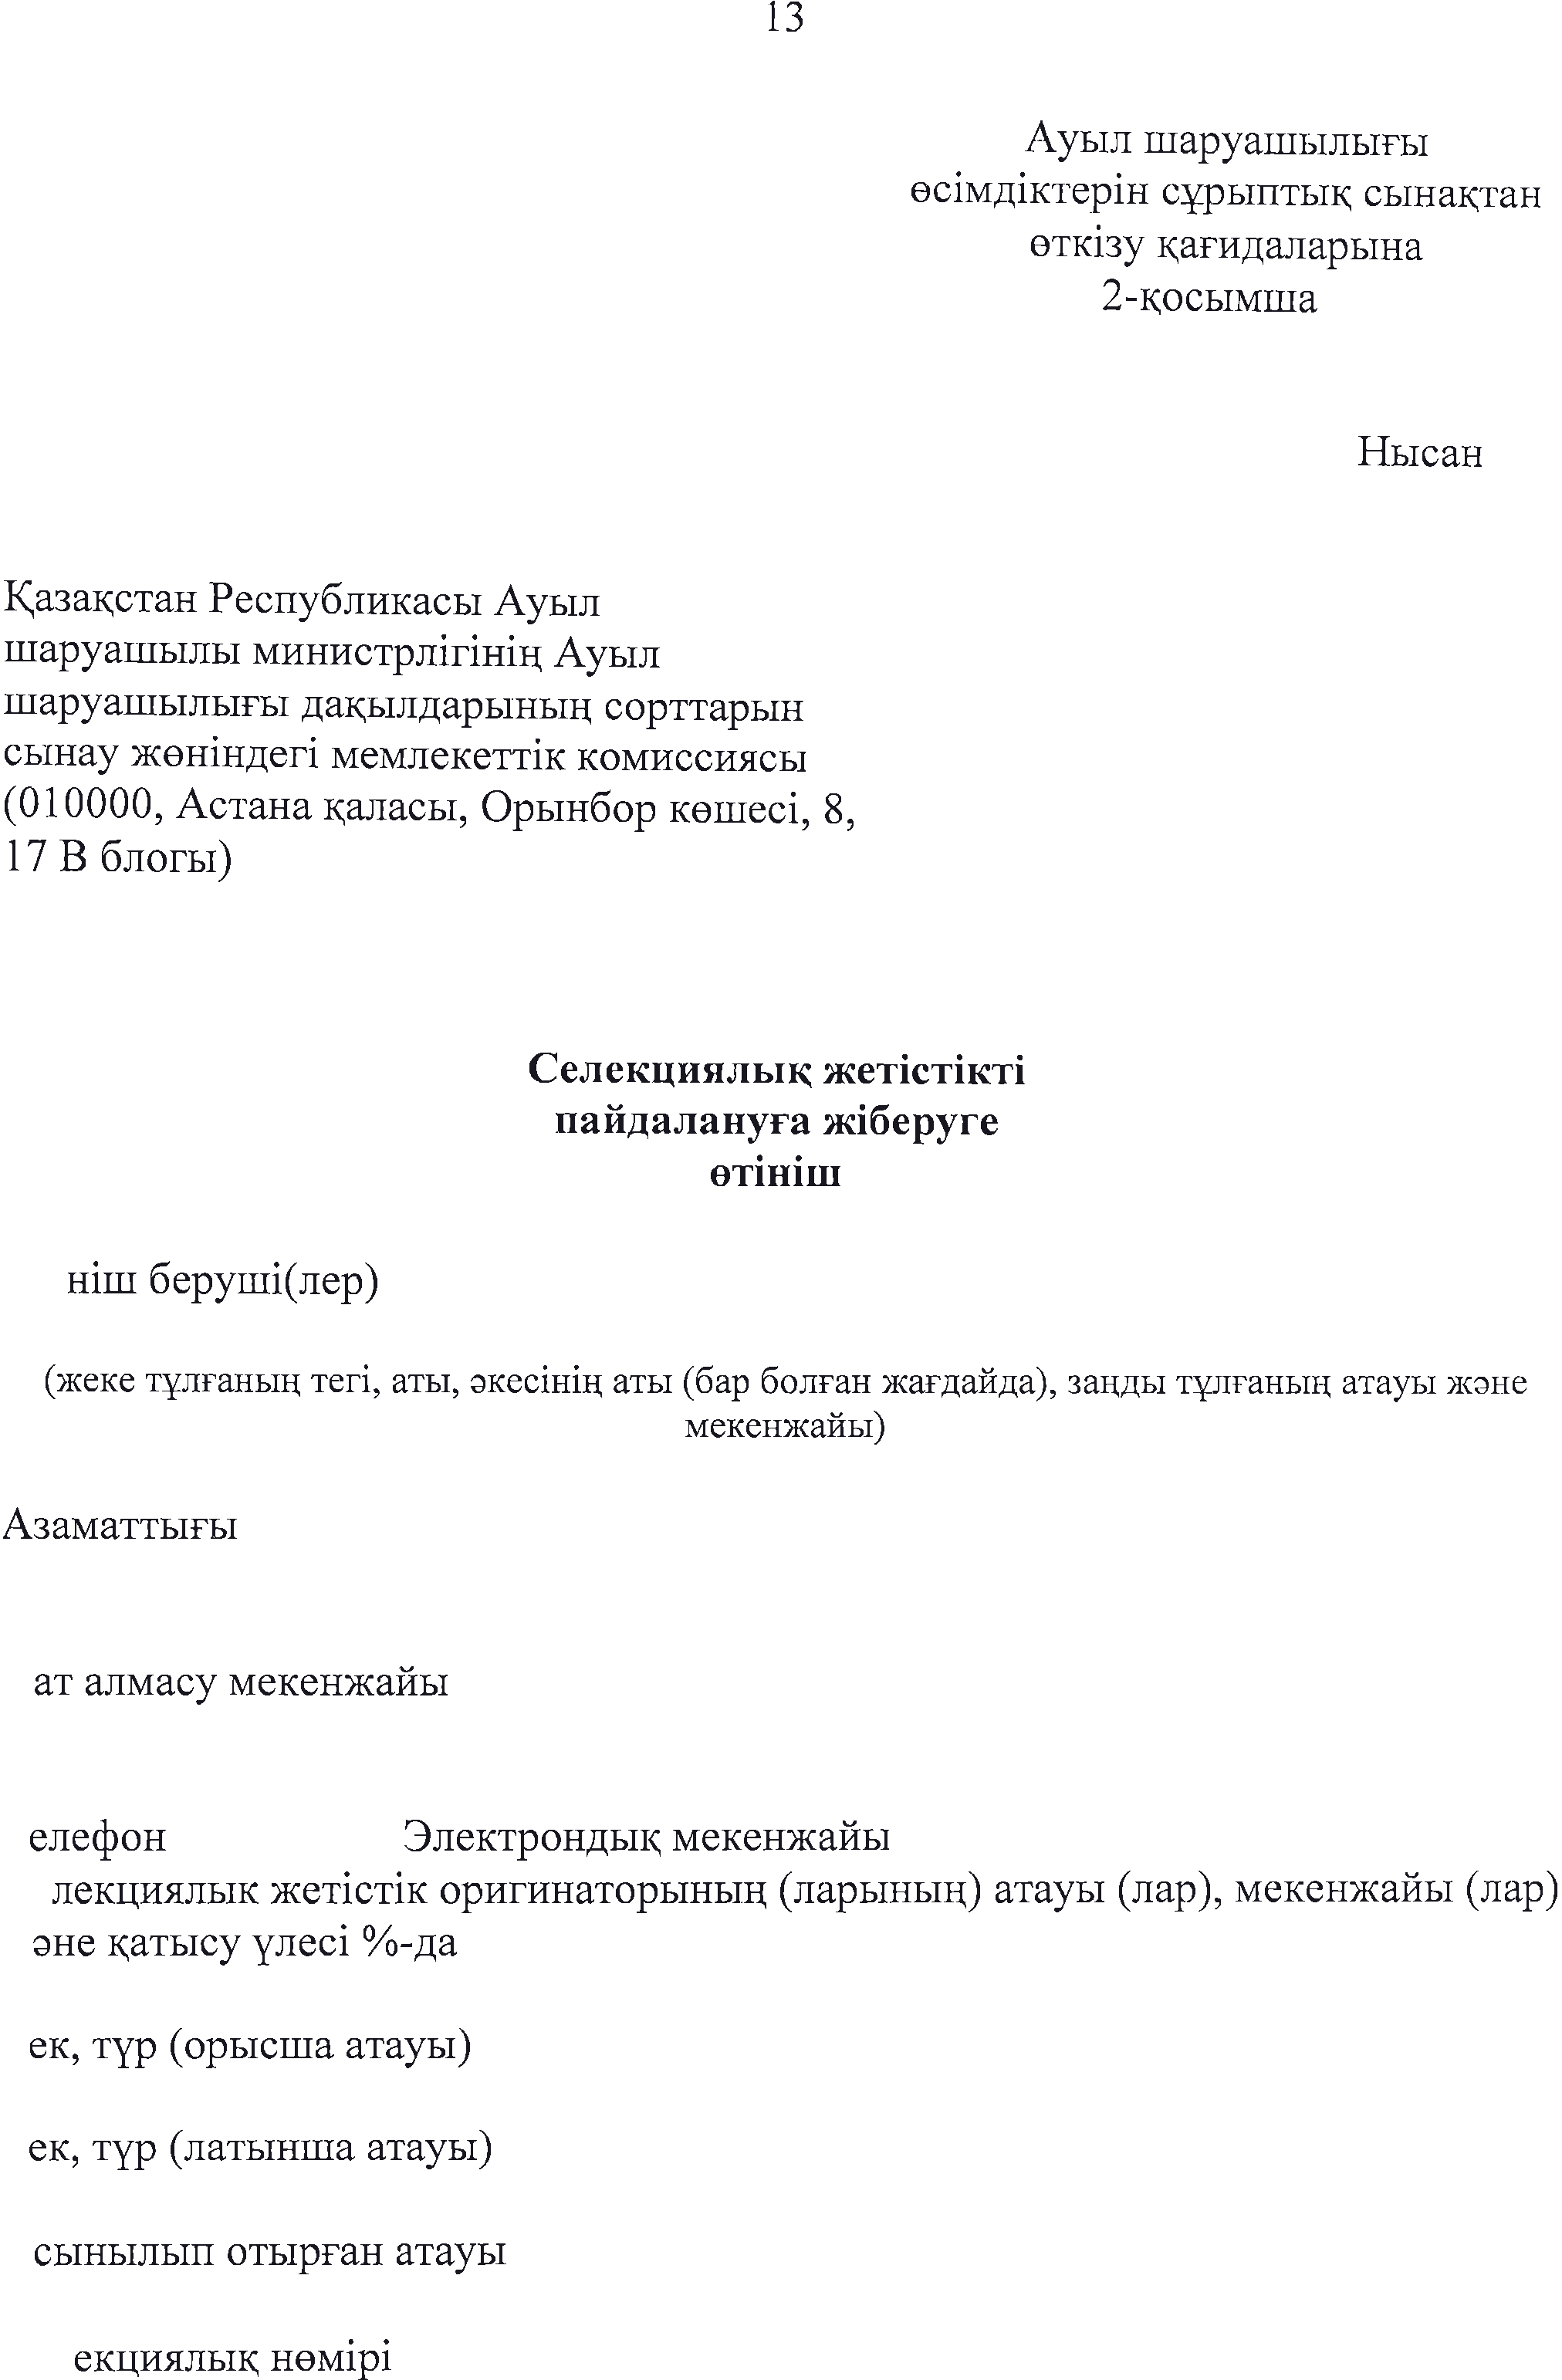 13
Ауыл шаруашылығы
өсімдіктерін сұрыптық сынақтан
өткізу қағидаларына
2-қосымша
Нысан
Қазақстан Республикасы Ауыл
шаруашылы министрлігінің Ауыл
шаруашылығы дақылдарының сорттарын
сынау жөніндегі мемлекеттік комиссиясы
(010000, Астана қаласы, Орынбор көшесі, 8,
17 В блогы)
Селекциялық жетістікті
пайдалануға жіберуге
өтініш
ніш беруші(лер)
(жеке тұлғаның тегі, аты, әкесінің аты (бар болған жағдайда), заңды тұлғаның атауы және
мекенжайы)
Азаматтығы
ат алмасу мекенжайы
елефон Электрондық мекенжайы
лекциялык жетістік оригинаторының (ларының) атауы (лар), мекенжайы (лар)
әне қатысу үлесі %-да
ек, түр (орысша атауы)
ек, түр (латынша атауы)
сынылып отырған атауы
екциялық нөмірі